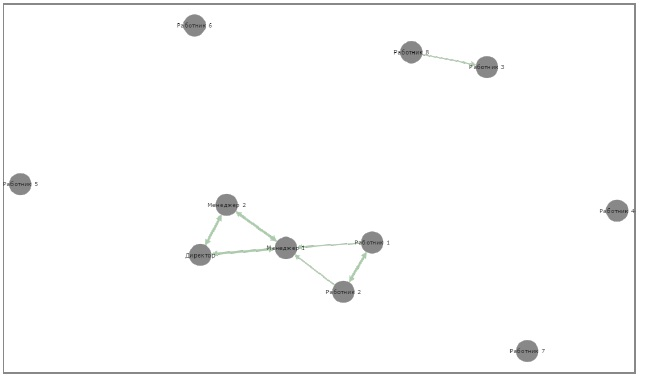 Работник 6
Работник 8
Работник 3
Работник 5
Менеджер 2
Работник 4
Работник 1
Менеджер 1
Директор
Работник 2
Работник 7